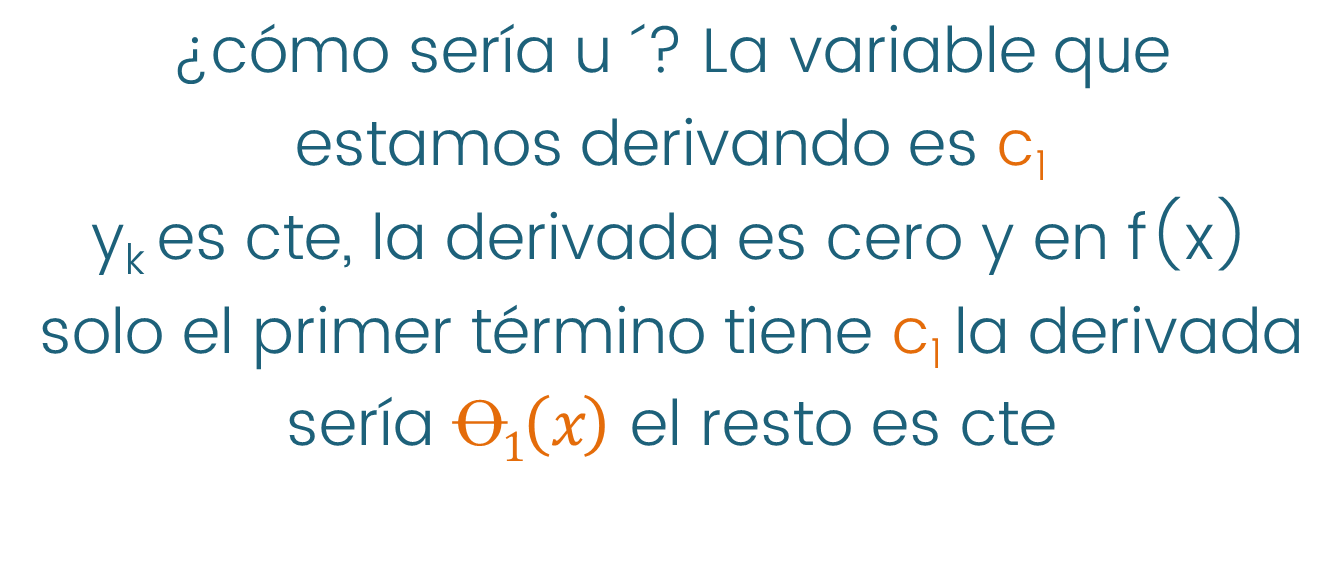 ¿cómo sería u ´? La variable que
estamos derivando es c₁
yₖ es cte, la derivada es cero y en f(x)
solo el primer término tiene c₁ la derivada
sería Ө₁(x) el resto es cte